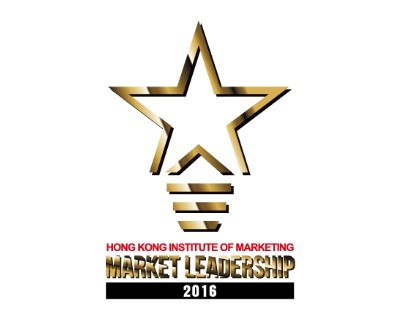 HONG KONG INSTITUTE OF MARKETING
MARKET LEADERSHIP
2016